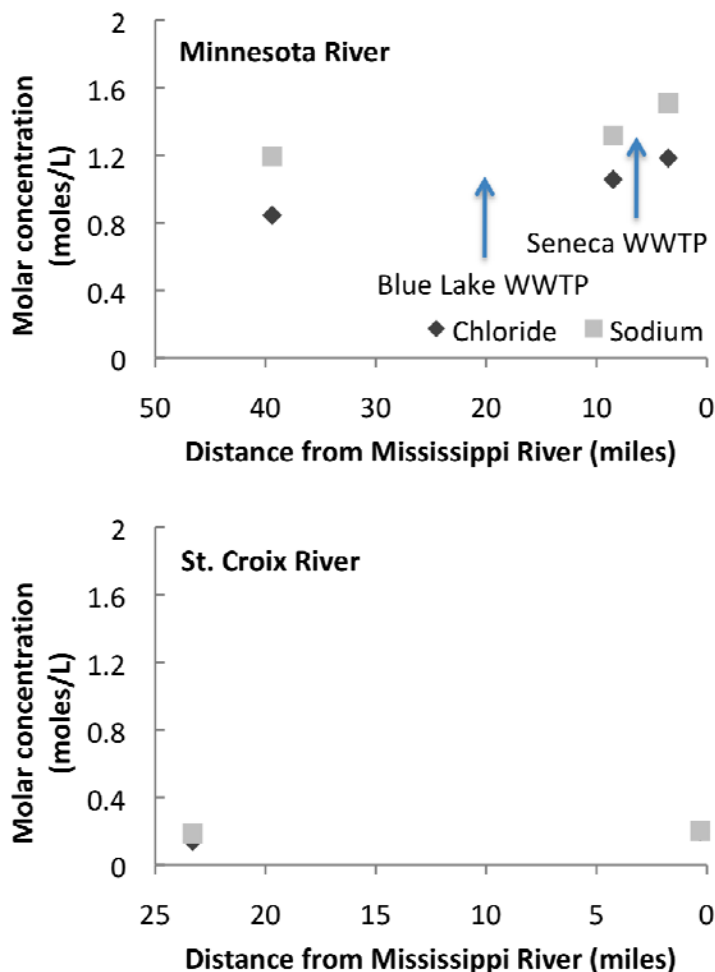 2
Minnesota River
1.6
1.2
0.8
Seneca WWTP
Blue Lake WWTP
0.4
Chloride Sodium
0
Molar concentration
(moles/L)
50 40 30 20 10 0
Distance from Mississippi River (miles)
2
St. Croix River
1.6
1.2
0.8
0.4
0
Molar concentration
(moles/L)
25 20 15 10 5 0
Distance from Mississippi River (miles)